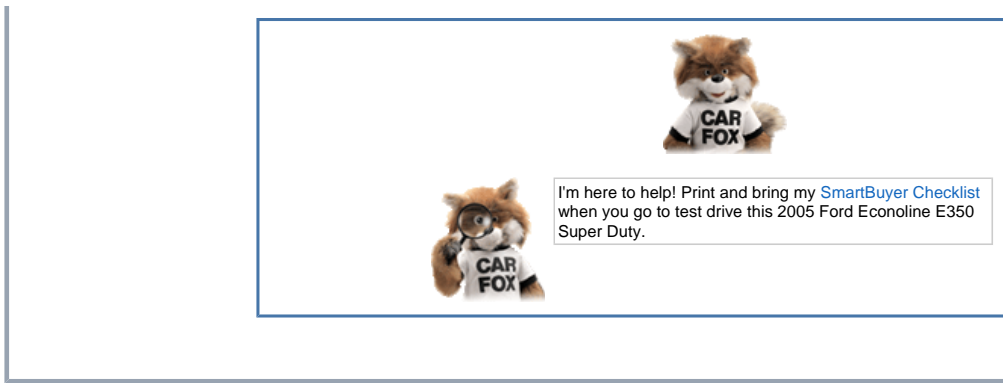 CAR
FOX
I'm here to help! Print and bring my SmartBuyer Checklist
when you go to test drive this 2005 Ford Econoline E350
Super Duty.
CAR
FOX